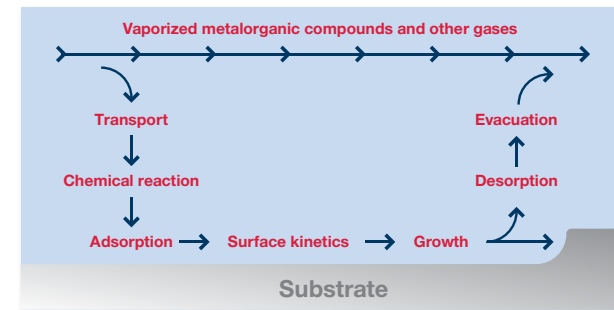 Vaporized metalorganic compounds and other gases
Transport
Evacuation
Chemical reaction
Desorption
Adsorption
Surface kinetics
Growth
Substrate